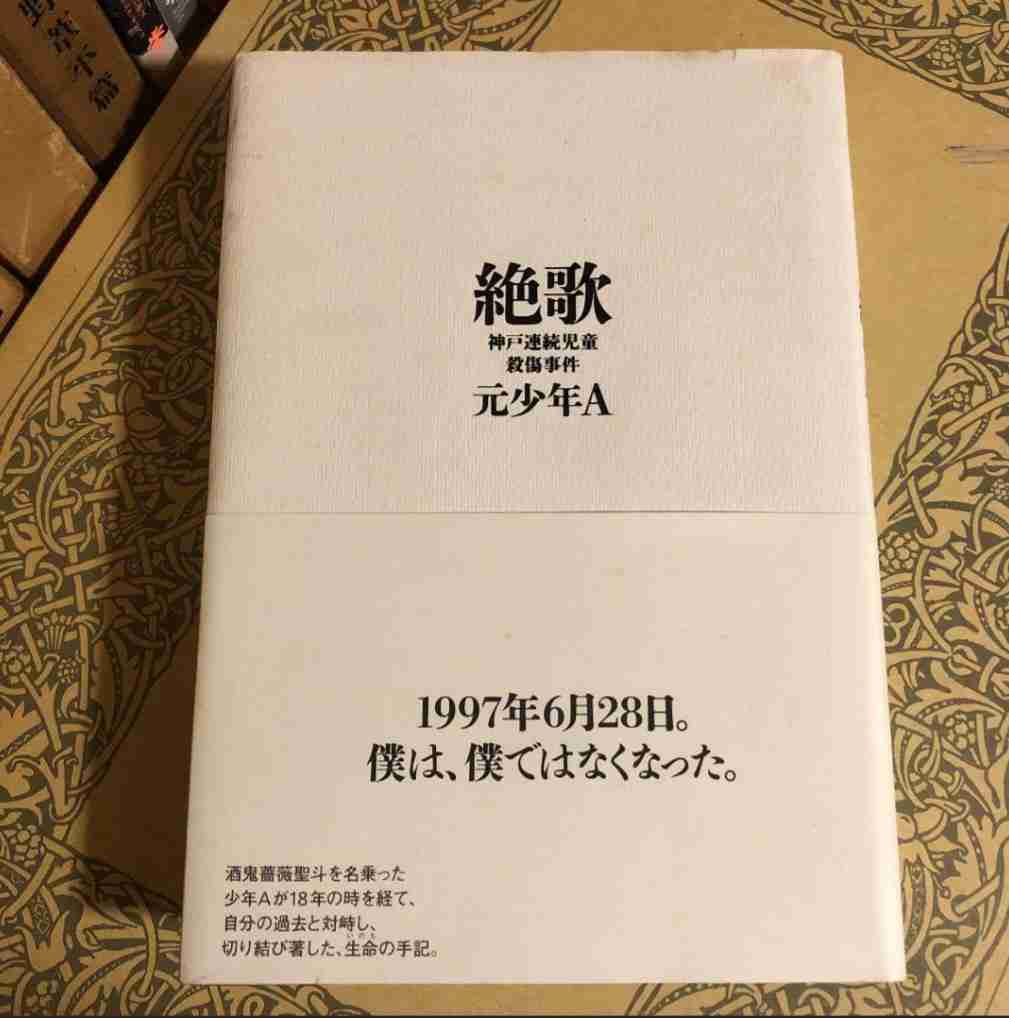 絶歌
神戸連続児童
殺傷事件
元少年A
1997年6月28日。
僕は、僕ではなくなった。
酒鬼薔薇聖斗を名乗った
少年Aが18年の時を経て、
自分の過去と対峙し、
切り結び著した、生命の手記。
いのち